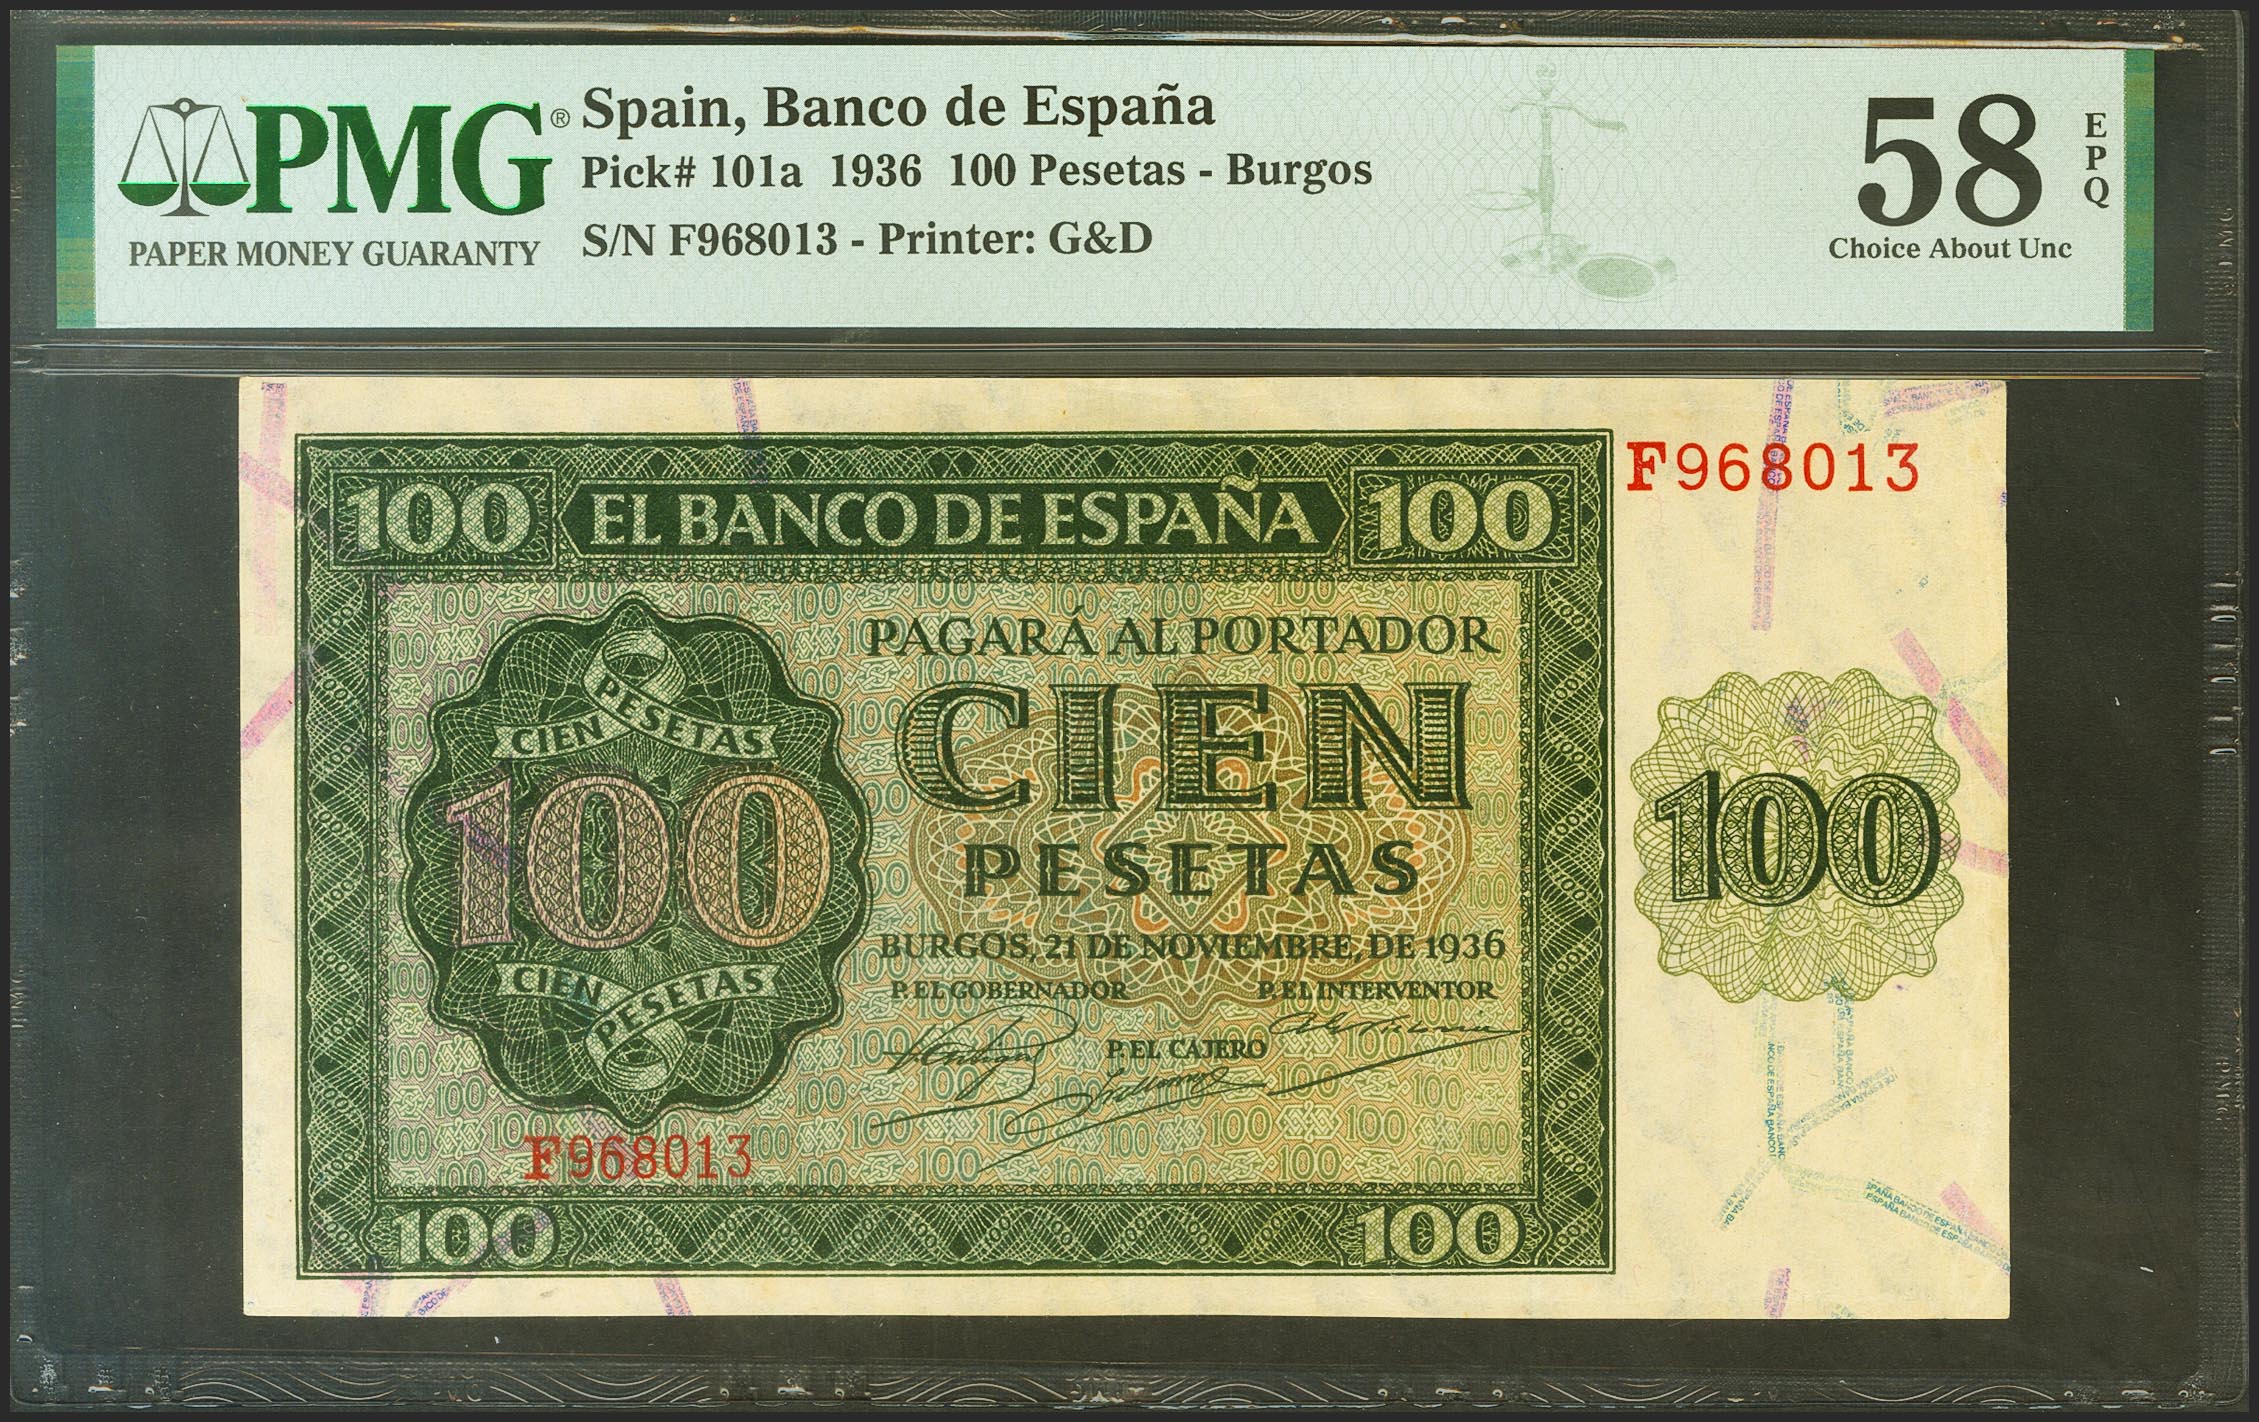 PMG®
PAPER MONEY GUARANTY
Spain, Banco de España
Pick# 101a 1936 100 Pesetas - Burgos
S/N F968013 - Printer: G&D
58
EPQ
Choice About Unc
F968013
100 EL BANCO DE ESPAÑA 100
PAGARÁ AL PORTADOR
CIEN
PESETAS
CIEN PESETAS
100
CIEN PESETAS
100
BURGOS, 21 DE NOVIEMBRE, DE 1936
P. EL GOBERNADOR P. EL INTERVENTOR
P. EL CAJERO
F968013
100 100